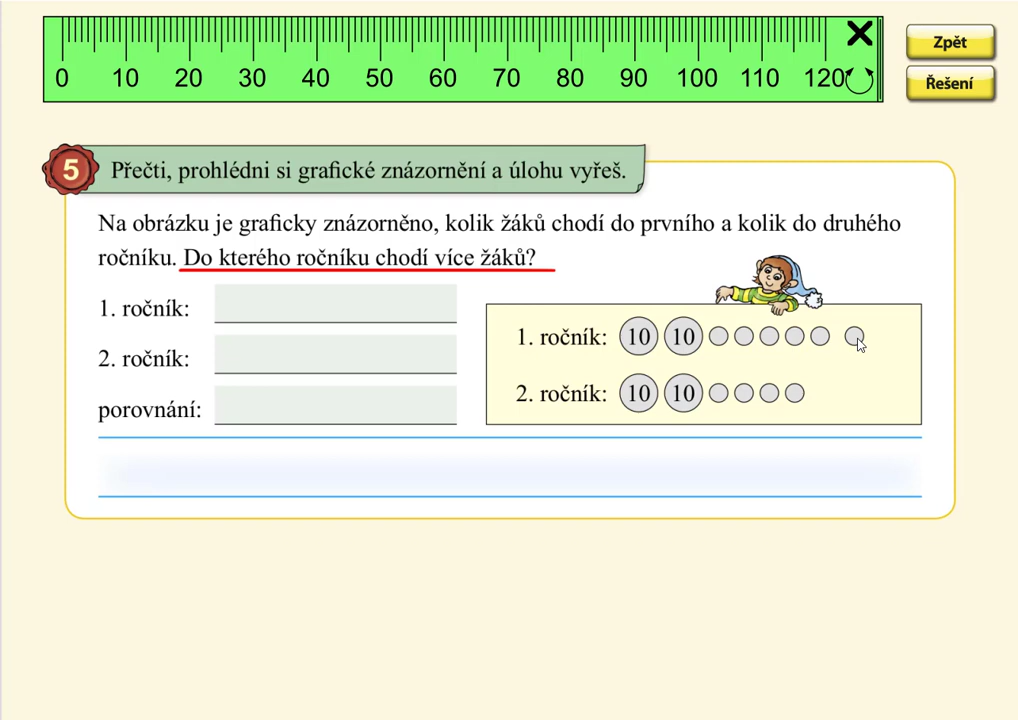 0 10 20 30 40 50 60 70 80 90 100 110 120
Zpět
Řešení
5 Přečti, prohlédni si grafické znázornění a úlohu vyřeš.
Na obrázku je graficky znázorněno, kolik žáků chodí do prvního a kolik do druhého
ročníku. Do kterého ročníku chodí více žáků?
1. ročník:
2. ročník:
porovnání:
1. ročník: 10 10
2. ročník: 10 10